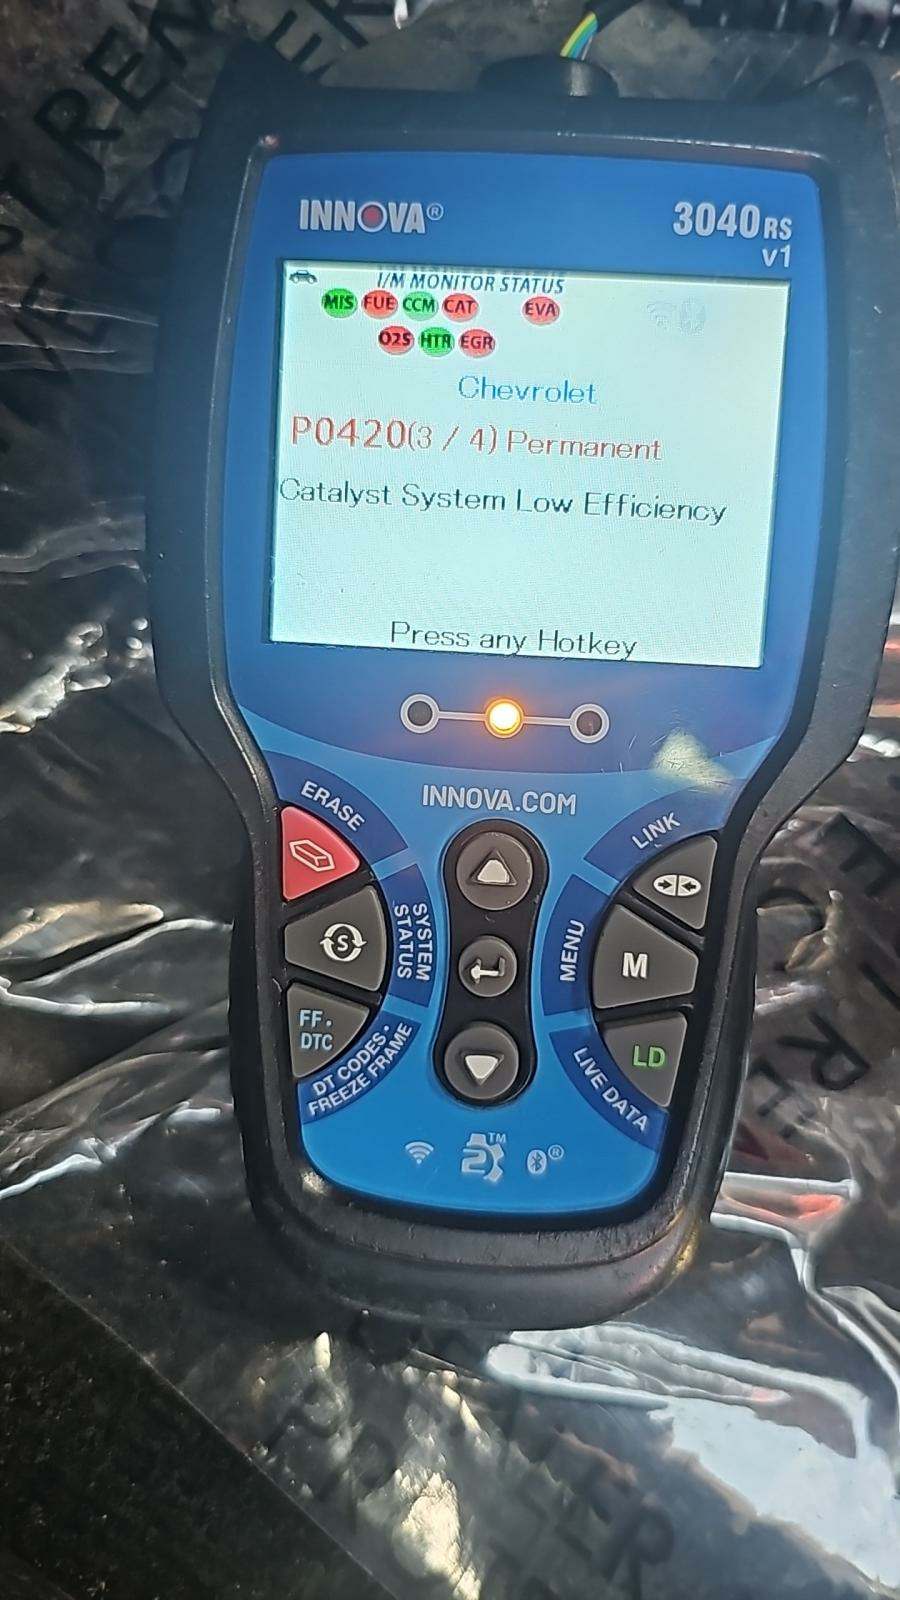 INNOVA®
3040RS
v1
I/M MONITOR STATUS
MIS FUE CCM CAT EVA
O2S HTR EGR
Chevrolet
P0420(3 / 4) Permanent
Catalyst System Low Efficiency
Press any Hotkey
INNOVA.COM
ERASE
LINK
S
SYSTEM
STATUS
MENU
M
FF.
DTC
DT CODES•
FREEZE FRAME
LD
LIVE DATA
2™
®